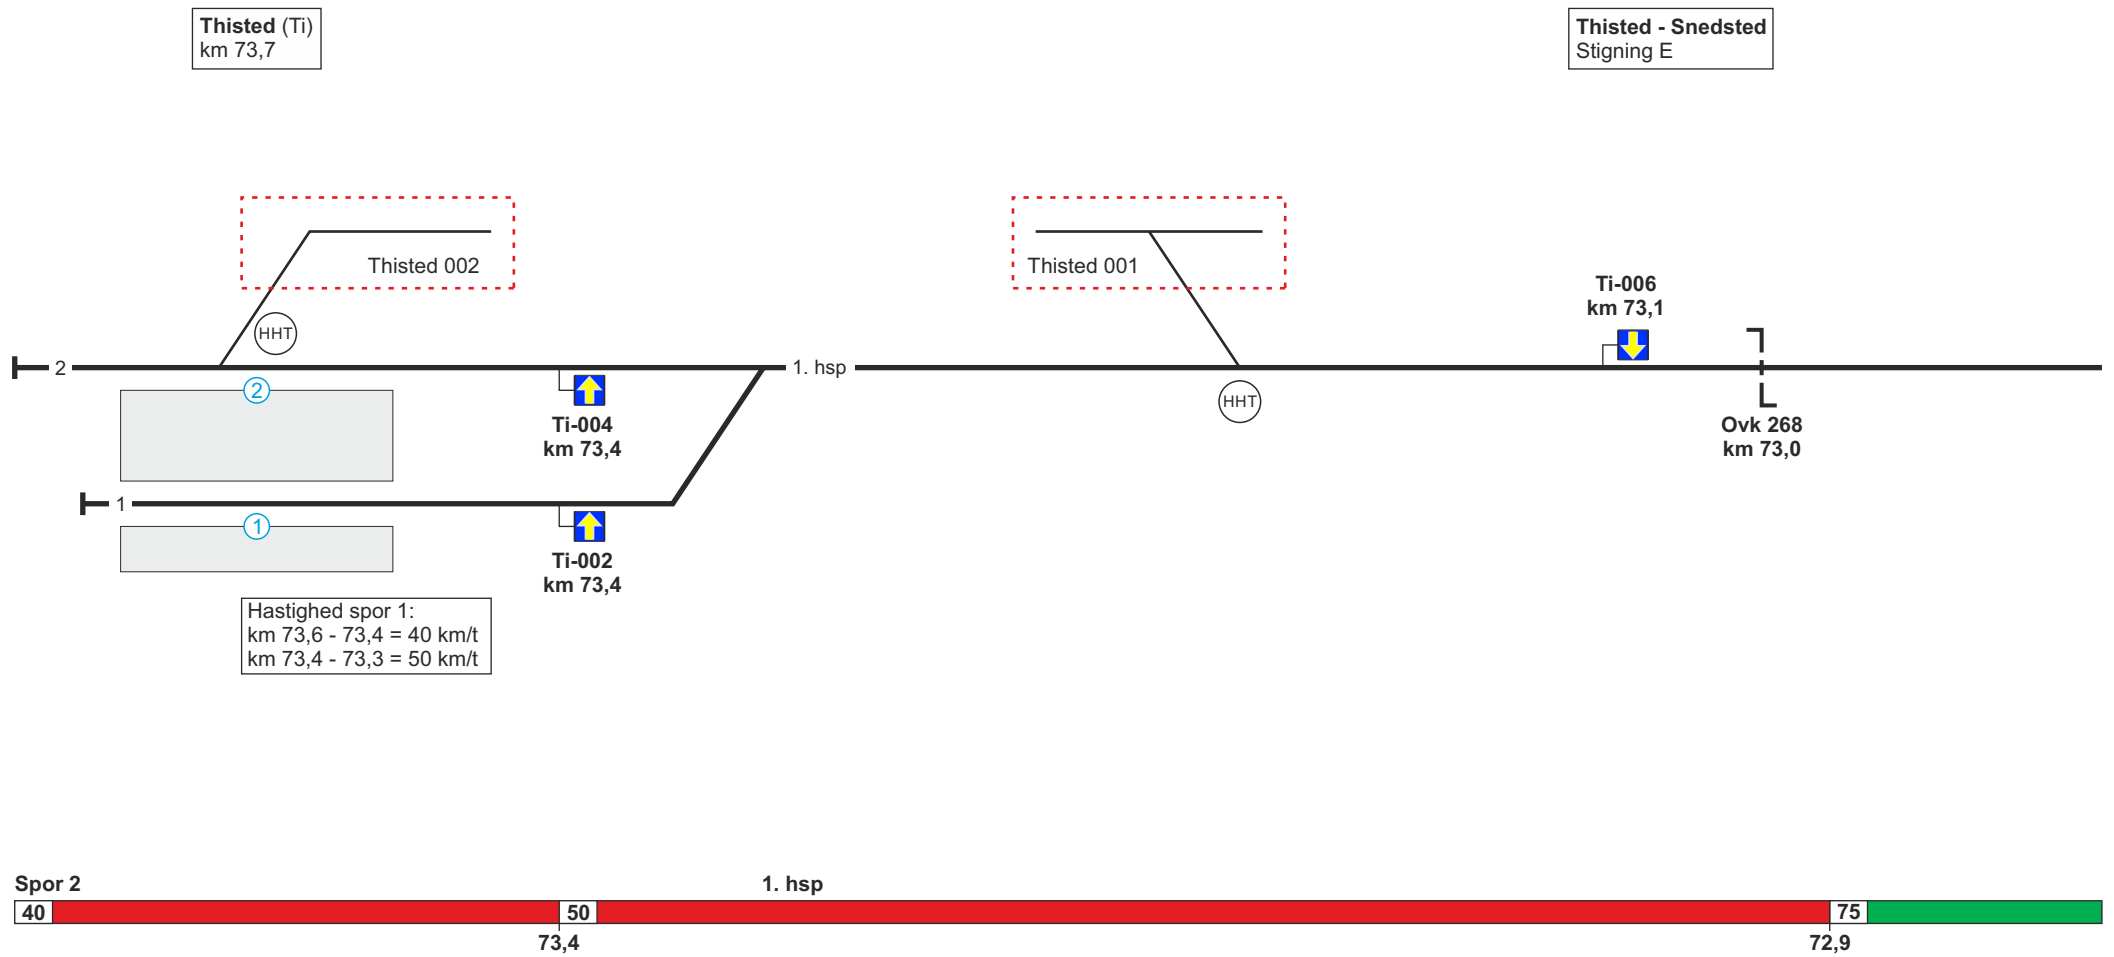 Thisted (Ti)
km 73,7
Thisted - Snedsted
Stigning E
Thisted 002
Thisted 001
Ti-006
km 73,1
HHT
2
1. hsp
2
HHT
Ti-004
km 73,4
Ovk 268
km 73,0
1
1
Ti-002
km 73,4
Hastighed spor 1:
km 73,6 - 73,4 = 40 km/t
km 73,4 - 73,3 = 50 km/t
Spor 2
1. hsp
40
50
75
73,4
72,9